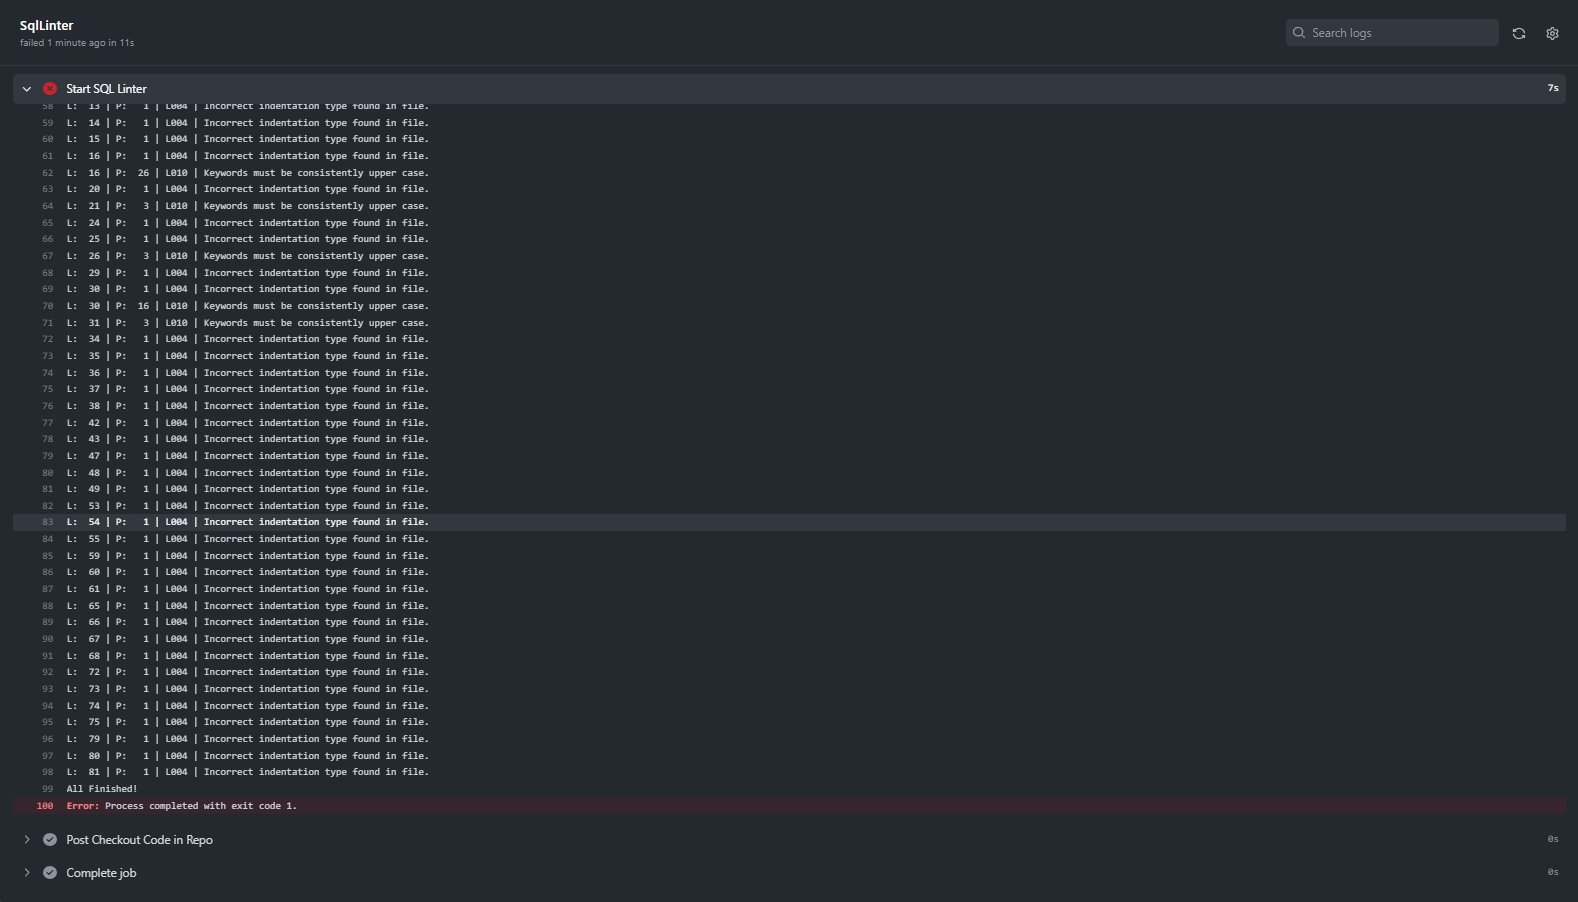 SqlLinter
failed 1 minute ago in 11s
Search logs
Start SQL Linter 7s
58 L: 13 | P: 1 | L004 | Incorrect indentation type found in file.
59 L: 14 | P: 1 | L004 | Incorrect indentation type found in file.
60 L: 15 | P: 1 | L004 | Incorrect indentation type found in file.
61 L: 16 | P: 1 | L004 | Incorrect indentation type found in file.
62 L: 16 | P: 26 | L010 | Keywords must be consistently upper case.
63 L: 20 | P: 1 | L004 | Incorrect indentation type found in file.
64 L: 21 | P: 3 | L010 | Keywords must be consistently upper case.
65 L: 24 | P: 1 | L004 | Incorrect indentation type found in file.
66 L: 25 | P: 1 | L004 | Incorrect indentation type found in file.
67 L: 26 | P: 3 | L010 | Keywords must be consistently upper case.
68 L: 29 | P: 1 | L004 | Incorrect indentation type found in file.
69 L: 30 | P: 1 | L004 | Incorrect indentation type found in file.
70 L: 30 | P: 16 | L010 | Keywords must be consistently upper case.
71 L: 31 | P: 3 | L010 | Keywords must be consistently upper case.
72 L: 34 | P: 1 | L004 | Incorrect indentation type found in file.
73 L: 35 | P: 1 | L004 | Incorrect indentation type found in file.
74 L: 36 | P: 1 | L004 | Incorrect indentation type found in file.
75 L: 37 | P: 1 | L004 | Incorrect indentation type found in file.
76 L: 38 | P: 1 | L004 | Incorrect indentation type found in file.
77 L: 42 | P: 1 | L004 | Incorrect indentation type found in file.
78 L: 43 | P: 1 | L004 | Incorrect indentation type found in file.
79 L: 47 | P: 1 | L004 | Incorrect indentation type found in file.
80 L: 48 | P: 1 | L004 | Incorrect indentation type found in file.
81 L: 49 | P: 1 | L004 | Incorrect indentation type found in file.
82 L: 53 | P: 1 | L004 | Incorrect indentation type found in file.
83 L: 54 | P: 1 | L004 | Incorrect indentation type found in file.
84 L: 55 | P: 1 | L004 | Incorrect indentation type found in file.
85 L: 59 | P: 1 | L004 | Incorrect indentation type found in file.
86 L: 60 | P: 1 | L004 | Incorrect indentation type found in file.
87 L: 61 | P: 1 | L004 | Incorrect indentation type found in file.
88 L: 65 | P: 1 | L004 | Incorrect indentation type found in file.
89 L: 66 | P: 1 | L004 | Incorrect indentation type found in file.
90 L: 67 | P: 1 | L004 | Incorrect indentation type found in file.
91 L: 68 | P: 1 | L004 | Incorrect indentation type found in file.
92 L: 72 | P: 1 | L004 | Incorrect indentation type found in file.
93 L: 73 | P: 1 | L004 | Incorrect indentation type found in file.
94 L: 74 | P: 1 | L004 | Incorrect indentation type found in file.
95 L: 75 | P: 1 | L004 | Incorrect indentation type found in file.
96 L: 79 | P: 1 | L004 | Incorrect indentation type found in file.
97 L: 80 | P: 1 | L004 | Incorrect indentation type found in file.
98 L: 81 | P: 1 | L004 | Incorrect indentation type found in file.
99 All Finished!
100 Error: Process completed with exit code 1.
Post Checkout Code in Repo 0s
Complete job 0s